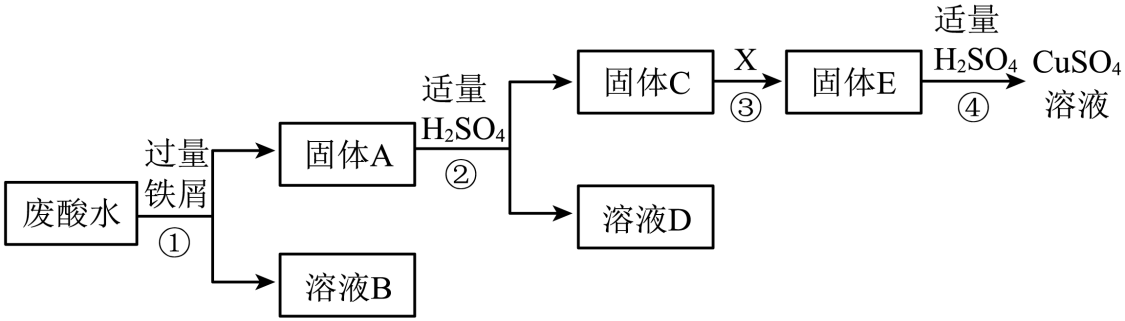 废酸水
过量
铁屑
①
固体A
溶液B
适量
H₂SO₄
②
固体C
溶液D
X
③
固体E
适量
H₂SO₄
④
CuSO₄
溶液